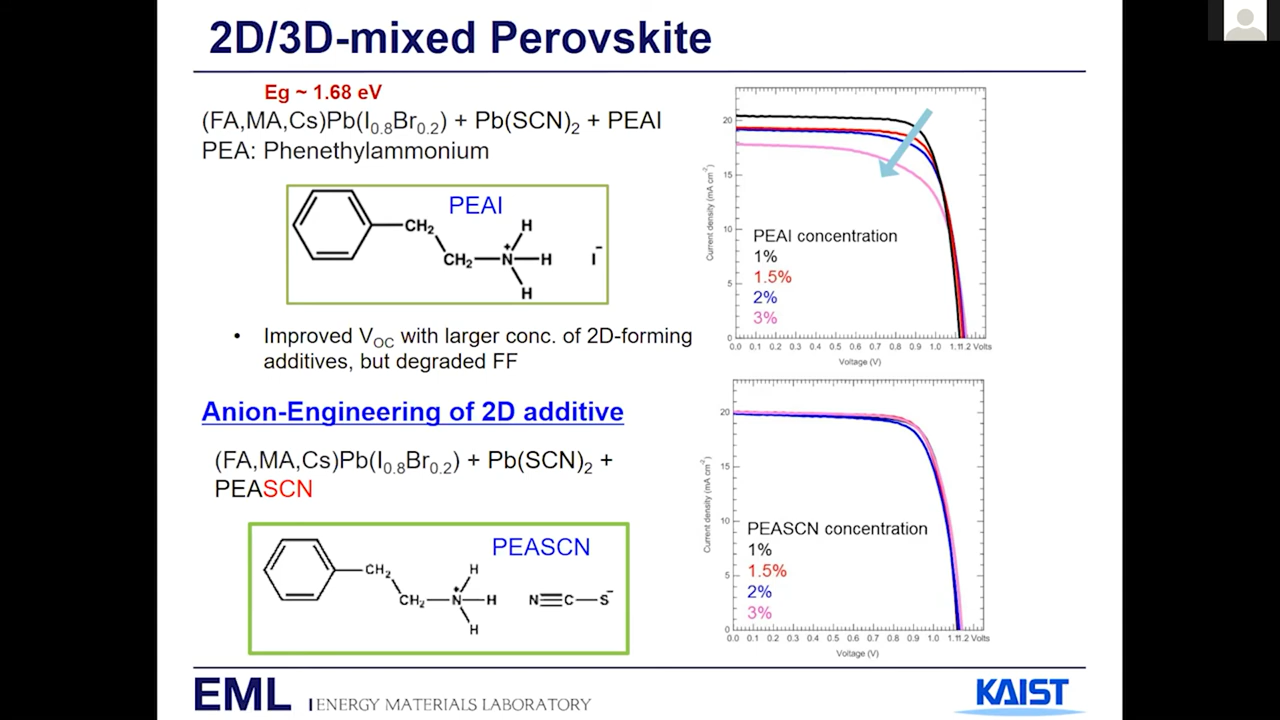 2D/3D-mixed Perovskite
Eg ~ 1.68 eV
(FA,MA,Cs)Pb(I0.8Br0.2) + Pb(SCN)2 + PEAI
PEA: Phenethylammonium
PEAI
CH2
CH2
N
+
H
H
H
I
-
• Improved VOC with larger conc. of 2D-forming
additives, but degraded FF
Anion-Engineering of 2D additive
(FA,MA,Cs)Pb(I0.8Br0.2) + Pb(SCN)2 +
PEASCN
PEASCN
CH2
CH2
N
+
H
H
H
N C S
-
Current density (mA cm-2)
20
15
10
5
0
PEAI concentration
1%
1.5%
2%
3%
0.0 0.1 0.2 0.3 0.4 0.5 0.6 0.7 0.8 0.9 1.0 1.1 1.2 Volts
Voltage (V)
Current density (mA cm-2)
20
15
10
5
0
PEASCN concentration
1%
1.5%
2%
3%
0.0 0.1 0.2 0.3 0.4 0.5 0.6 0.7 0.8 0.9 1.0 1.1 1.2 Volts
Voltage (V)
EML | ENERGY MATERIALS LABORATORY
KAIST